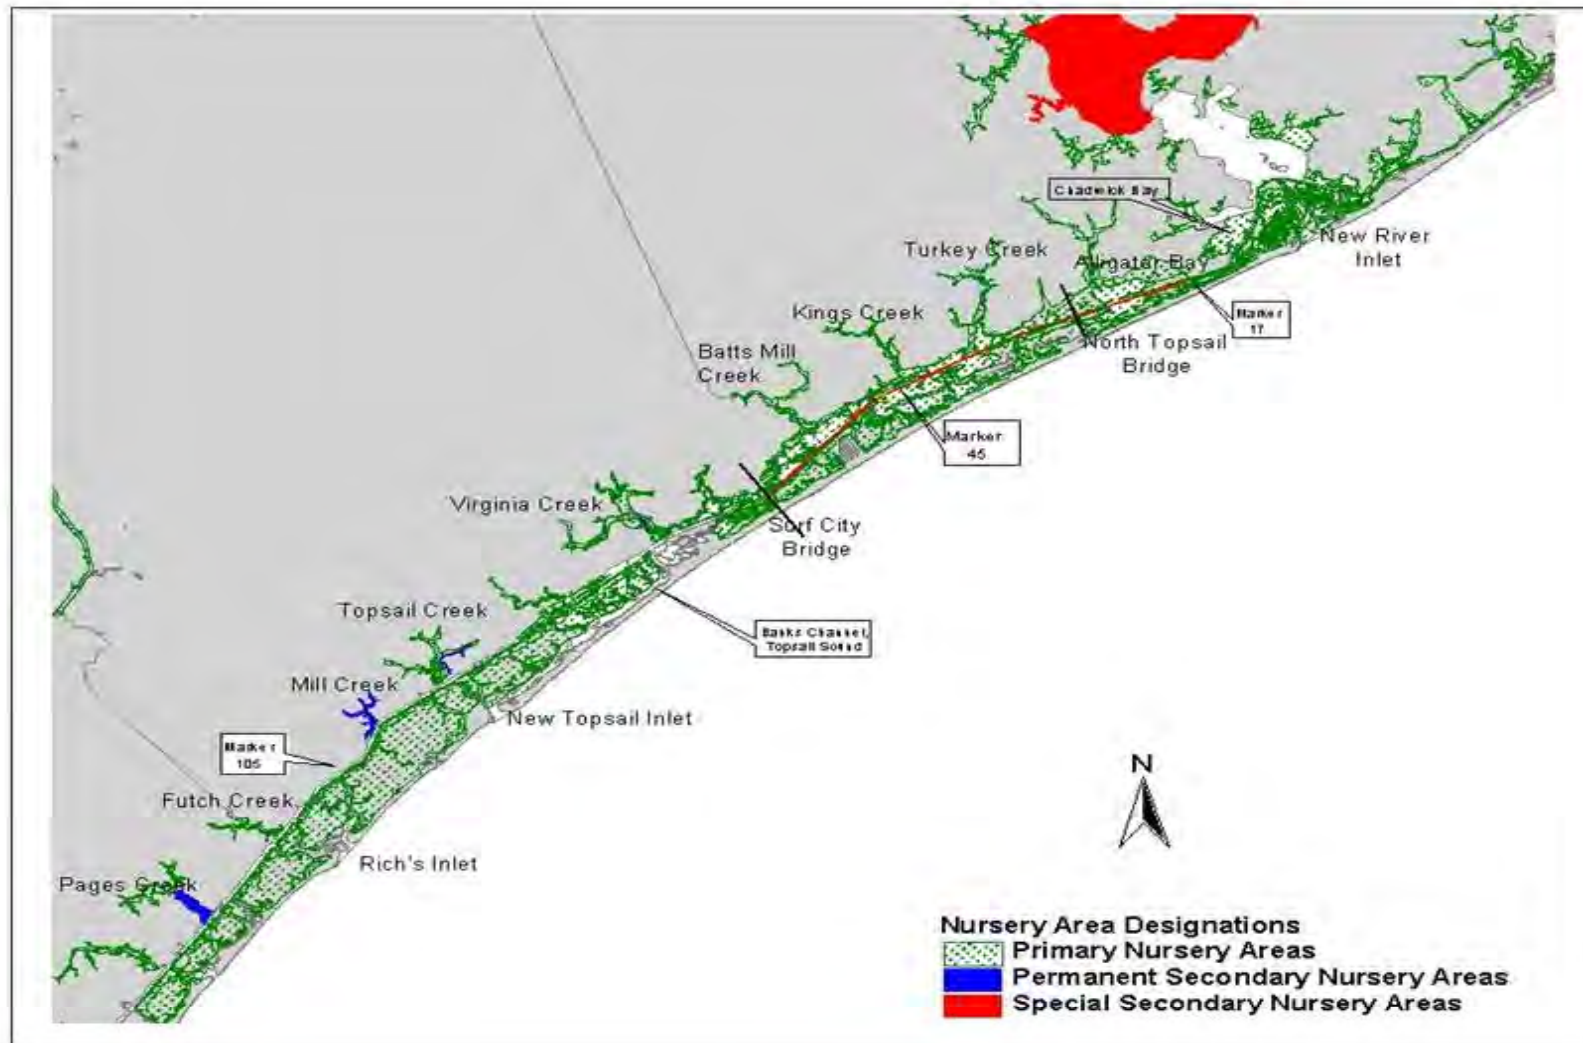 Chadwick Bay
New River
Inlet
Turkey Creek
Alligator Bay
Marker
17
Kings Creek
North Topsail
Bridge
Batts Mill
Creek
Marker
45
Virginia Creek
Surf City
Bridge
Topsail Creek
Banks Channel,
Topsail Sound
Mill Creek
New Topsail Inlet
Marker
105
N
Futch Creek
Rich's Inlet
Pages Creek
Nursery Area Designations
Primary Nursery Areas
Permanent Secondary Nursery Areas
Special Secondary Nursery Areas